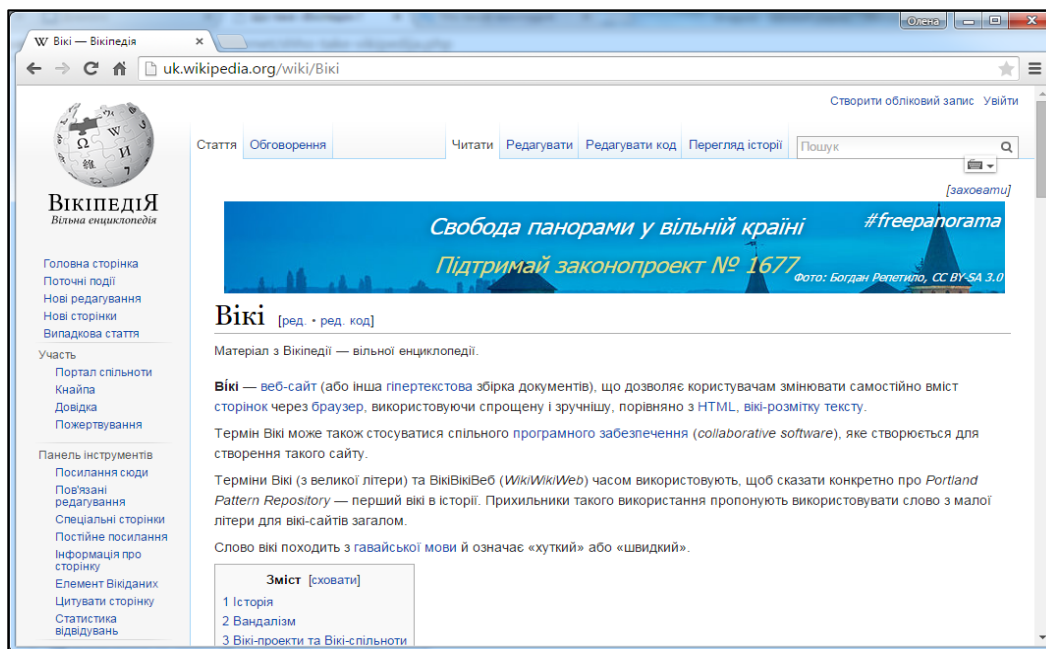 Олена
W Вікі — Вікіпедія
uk.wikipedia.org/wiki/Вікі
Створити обліковий запис Увійти
Стаття Обговорення Читати Редагувати Редагувати код Перегляд історії Пошук
ВІКІПЕДІЯ
Вільна енциклопедія
[заховати]
Свобода панорами у вільній країні
#freepanorama
Підтримай законопроект № 1677
Фото: Богдан Репетило, CC BY-SA 3.0
Головна сторінка
Поточні події
Нові редагування
Нові сторінки
Випадкова стаття
Участь
Портал спільноти
Кнайпа
Довідка
Пожертвування
Панель інструментів
Посилання сюди
Пов'язані
редагування
Спеціальні сторінки
Постійне посилання
Інформація про
сторінку
Елемент Вікіданих
Цитувати сторінку
Статистика
відвідувань
Вікі [ред. • ред. код]
Матеріал з Вікіпедії — вільної енциклопедії.
Ві́кі — веб-сайт (або інша гіпертекстова збірка документів), що дозволяє користувачам змінювати самостійно вміст
сторінок через браузер, використовуючи спрощену і зручнішу, порівняно з HTML, вікі-розмітку тексту.
Термін Вікі може також стосуватися спільного програмного забезпечення (collaborative software), яке створюється для
створення такого сайту.
Терміни Вікі (з великої літери) та ВікіВікіВеб (WikiWikiWeb) часом використовують, щоб сказати конкретно про Portland
Pattern Repository — перший вікі в історії. Прихильники такого використання пропонують використовувати слово з малої
літери для вікі-сайтів загалом.
Слово вікі походить з гавайської мови й означає «хуткий» або «швидкий».
Зміст [сховати]
1 Історія
2 Вандалізм
3 Вікі-проекти та Вікі-спільноти